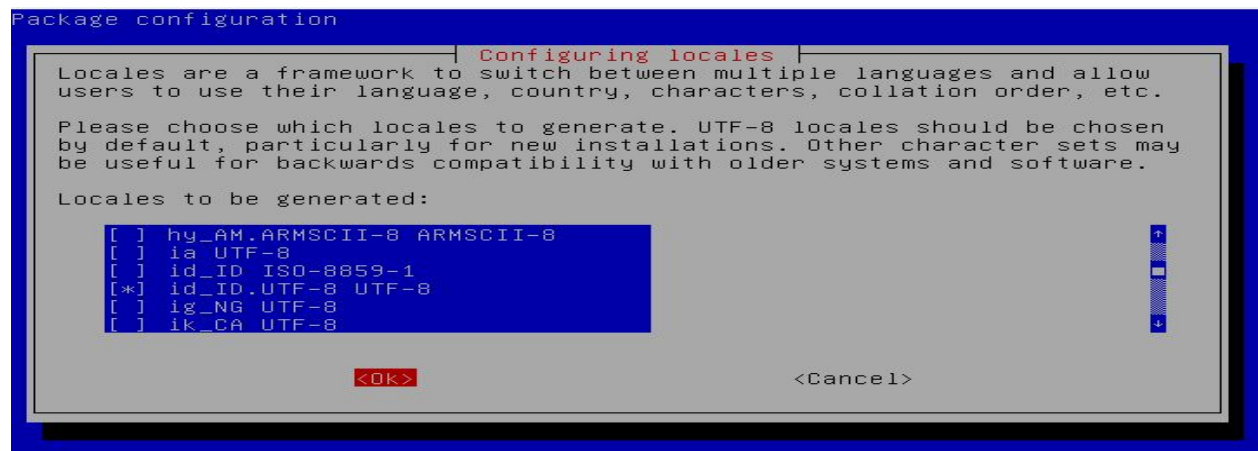 Package configuration
Configuring locales
Locales are a framework to switch between multiple languages and allow
users to use their language, country, characters, collation order, etc.
Please choose which locales to generate. UTF-8 locales should be chosen
by default, particularly for new installations. Other character sets may
be useful for backwards compatibility with older systems and software.
Locales to be generated:
[ ] hy_AM.ARMSCII-8 ARMSCII-8
[ ] ia UTF-8
[ ] id_ID ISO-8859-1
[*] id_ID.UTF-8 UTF-8
[ ] ig_NG UTF-8
[ ] ik_CA UTF-8
<Ok> <Cancel>